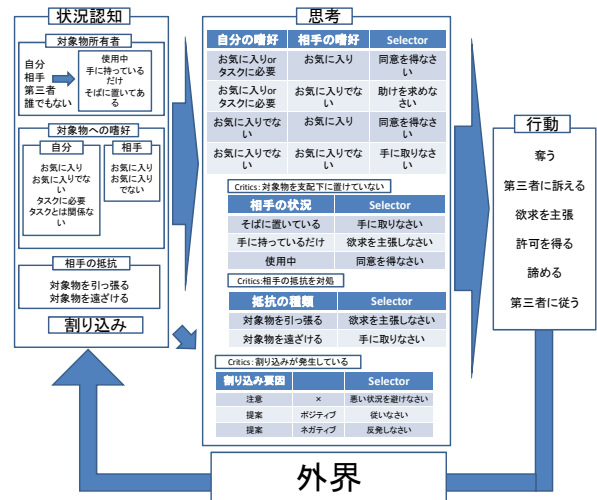 状況認知
対象物所有者
自分
相手
第三者
誰でもない
使用中
手に持っている
だけ
そばに置いてあ
る
対象物への嗜好
自分
お気に入り
お気に入りでな
い
タスクに必要
タスクとは関係な
い
相手
お気に入り
お気に入り
でない
相手の抵抗
対象物を引っ張る
対象物を遠ざける
割り込み
思考
自分の嗜好 相手の嗜好 Selector
お気に入りor
タスクに必要
お気に入り
同意を得なさ
い
お気に入りor
タスクに必要
お気に入りでな
い
助けを求めな
さい
お気に入りでな
い
お気に入り
同意を得なさ
い
お気に入りでな
い
お気に入りでな
い
手に取りなさ
い
Critics:対象物を支配下に置けていない
相手の状況 Selector
そばに置いている 手に取りなさい
手に持っているだけ 欲求を主張しなさい
使用中 同意を得なさい
Critics:相手の抵抗を対処
抵抗の種類 Selector
対象物を引っ張る 欲求を主張しなさい
対象物を遠ざける 手に取りなさい
Critics:割り込みが発生している
割り込み要因 Selector
注意 × 悪い状況を避けなさい
提案 ポジティブ 従いなさい
提案 ネガティブ 反発しなさい
行動
奪う
第三者に訴える
欲求を主張
許可を得る
諦める
第三者に従う
外界